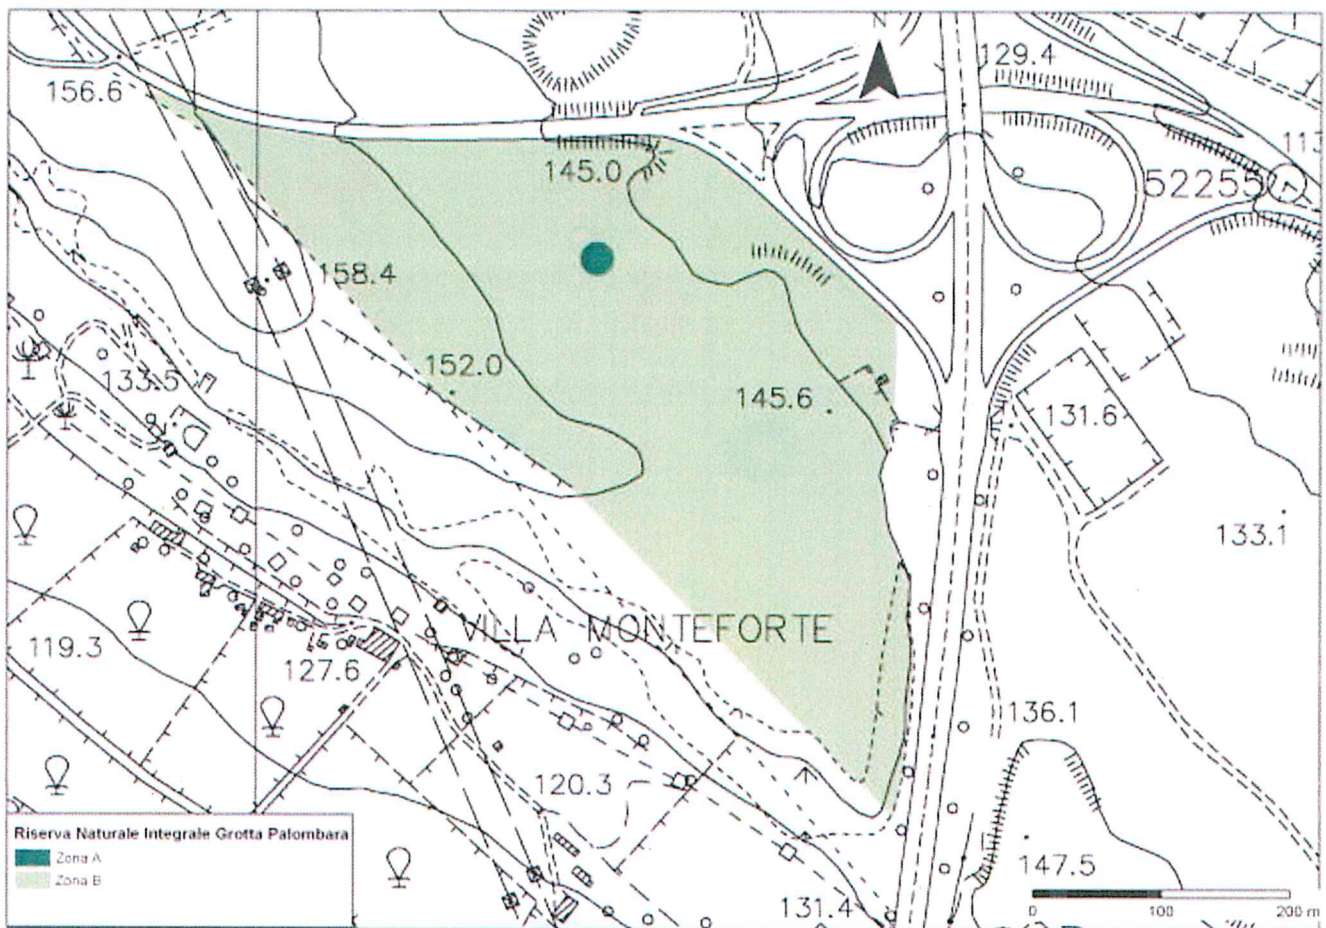 N
129.4
156.6
113
145.0
52255
158.4
152.0
133.5
145.6
131.6
133.1
VILLA MONTEFORTE
119.3
127.6
136.1
120.3
147.5
131.4
Riserva Naturale Integrale Grotta Palombara
Zona A
Zona B
0 100 200 m